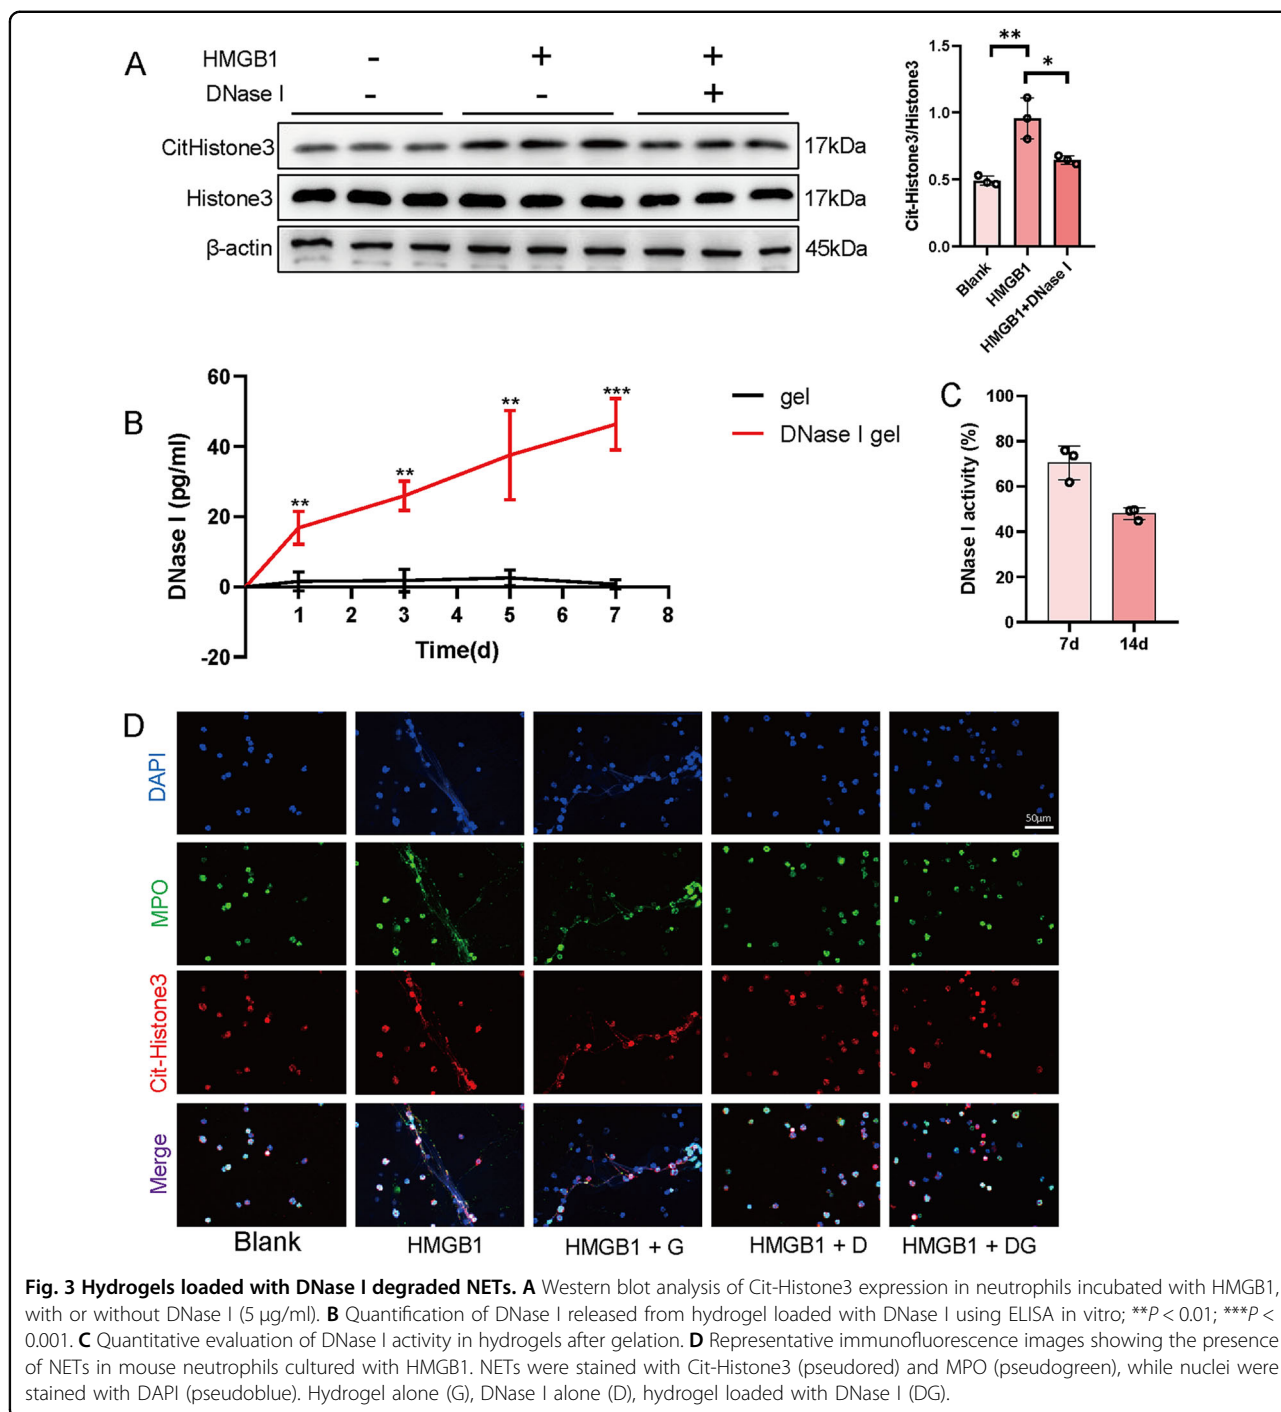 A
HMGB1 - + +
DNase I - - +
CitHistone3 17kDa
Histone3 17kDa
β-actin 45kDa
Cit-Histone3/Histone3
1.5
1.0
0.5
0.0
** *
Blank
HMGB1
HMGB1+DNase I
B
DNase I (pg/ml)
60
40
20
0
-20
** ** ** ***
1 2 3 4 5 6 7 8
Time(d)
gel
DNase I gel
C
DNase I activity (%)
100
80
60
40
20
0
7d 14d
D
DAPI
50μm
MPO
Cit-Histone3
Merge
Blank HMGB1 HMGB1 + G HMGB1 + D HMGB1 + DG
Fig. 3 Hydrogels loaded with DNase I degraded NETs. A Western blot analysis of Cit-Histone3 expression in neutrophils incubated with HMGB1,
with or without DNase I (5 μg/ml). B Quantification of DNase I released from hydrogel loaded with DNase I using ELISA in vitro; **P < 0.01; ***P <
0.001. C Quantitative evaluation of DNase I activity in hydrogels after gelation. D Representative immunofluorescence images showing the presence
of NETs in mouse neutrophils cultured with HMGB1. NETs were stained with Cit-Histone3 (pseudored) and MPO (pseudogreen), while nuclei were
stained with DAPI (pseudoblue). Hydrogel alone (G), DNase I alone (D), hydrogel loaded with DNase I (DG).